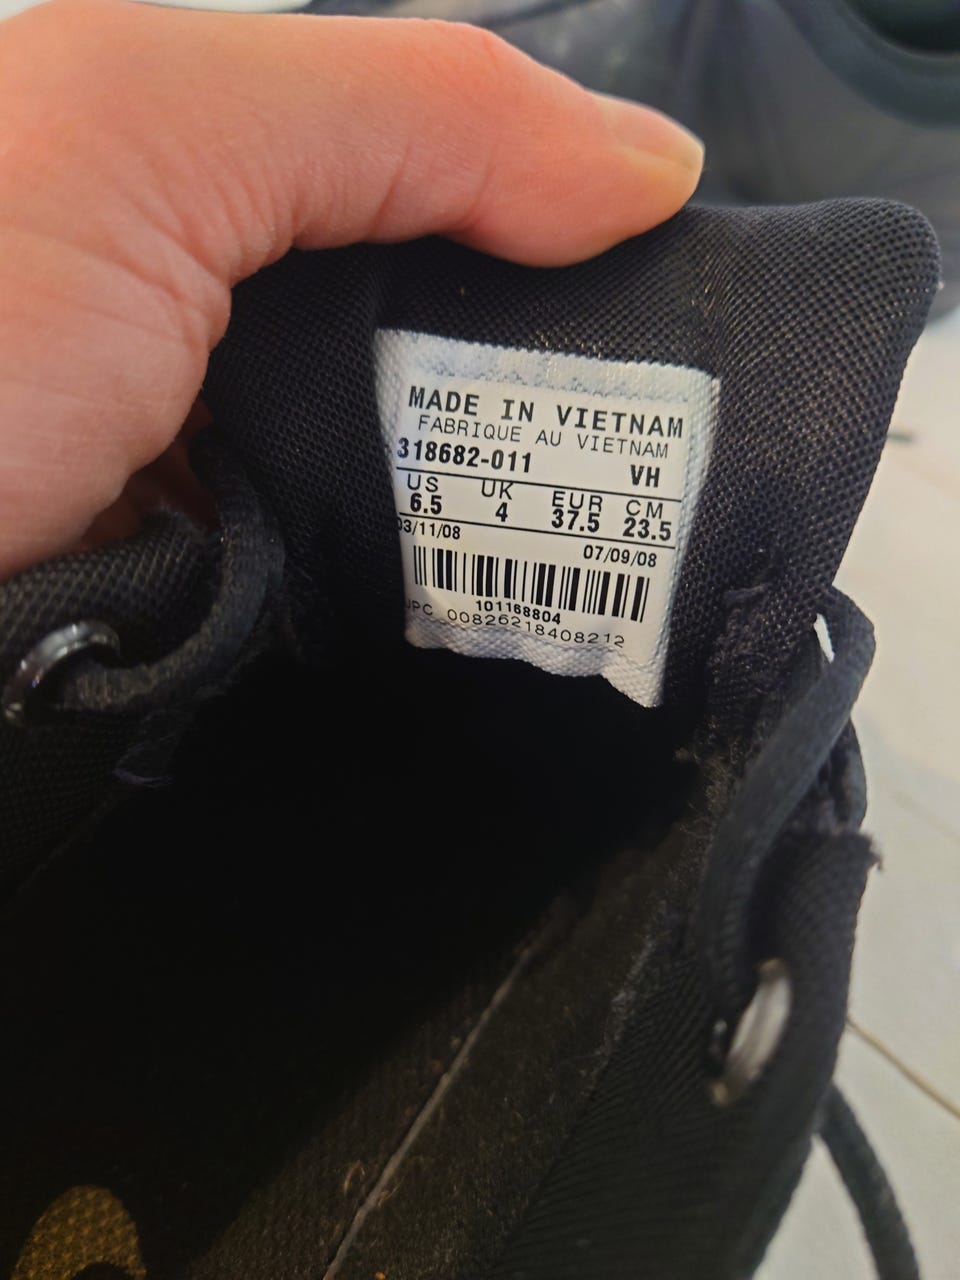 MADE IN VIETNAM
FABRIQUE AU VIETNAM
318682-011 VH
US UK EUR CM
6.5 4 37.5 23.5
03/11/08 07/09/08
101168804
UPC 00826218408212